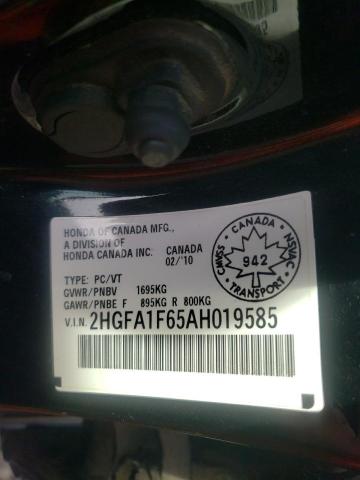 HONDA OF CANADA MFG.,
A DIVISION OF
HONDA CANADA INC. CANADA
02/'10
TYPE: PC/VT
GVWR/PNBV 1695KG
GAWR/PNBE F 895KG R 800KG
V.I.N. 2HGFA1F65AH019585
CANADA
CMVSS
NSVAC
942
TRANSPORT